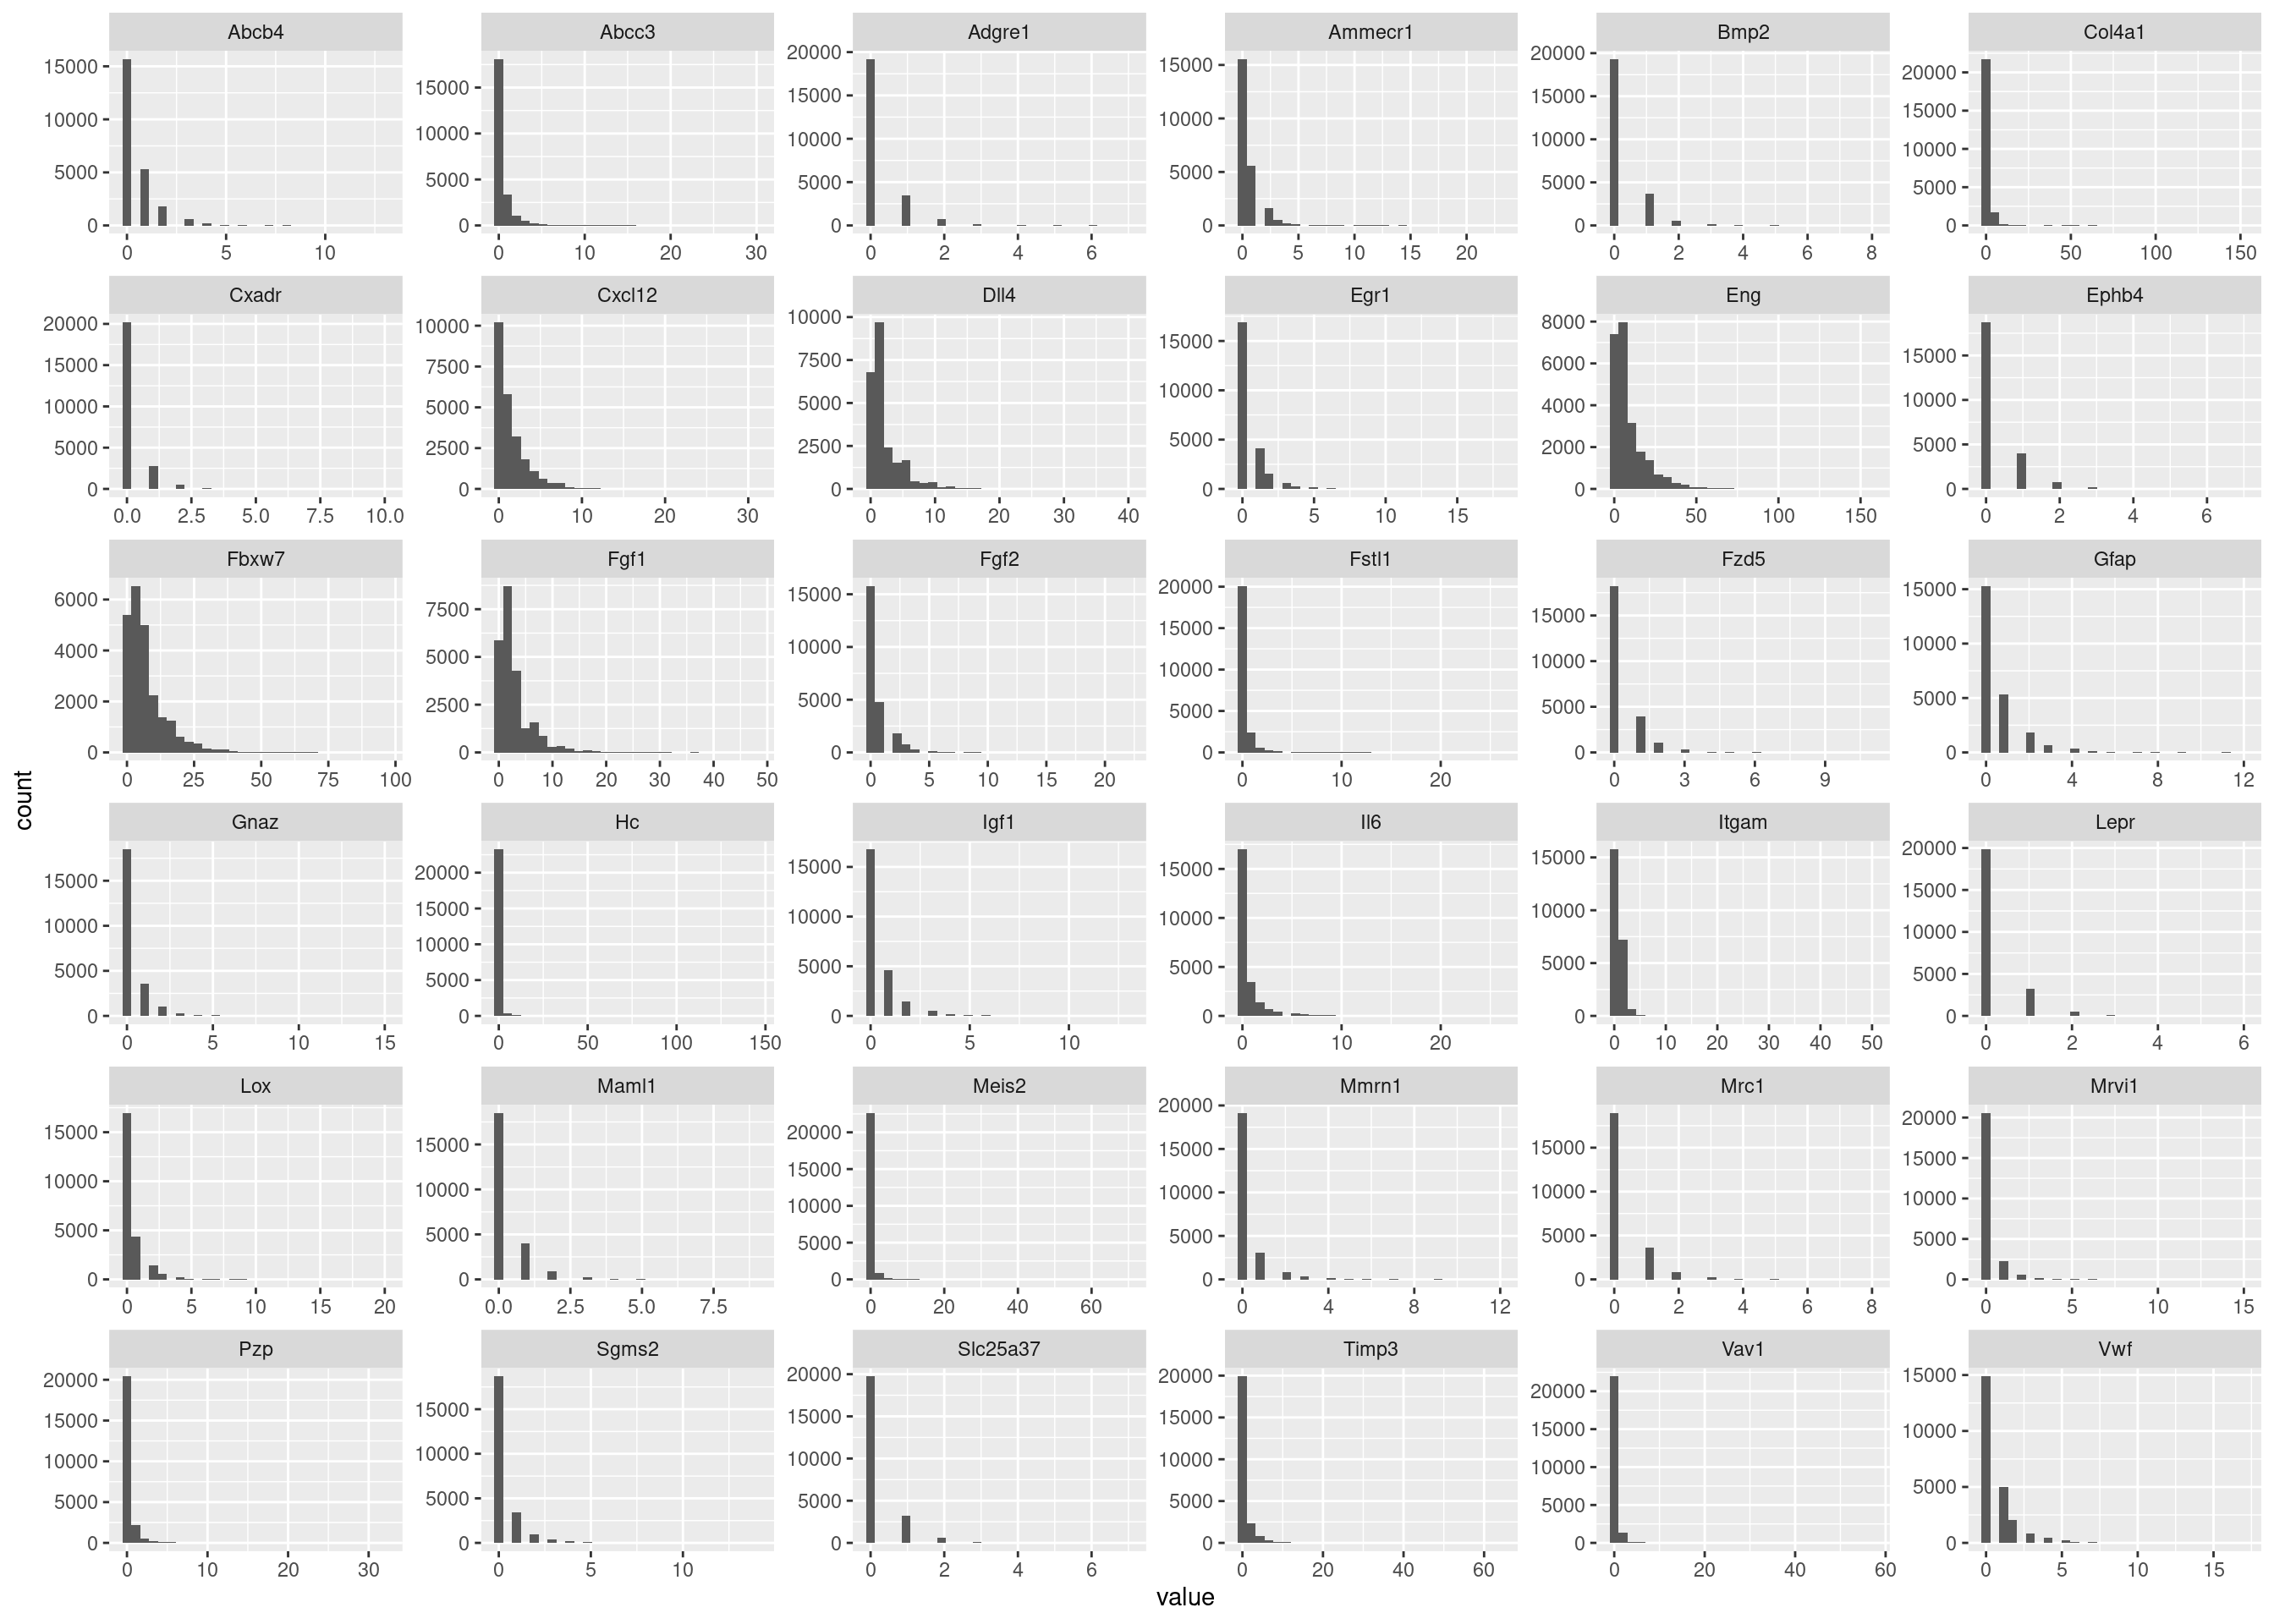 Abcb4 Abcc3 Adgre1 Ammecr1 Bmp2 Col4a1
15000 10000 5000 0
15000 10000 5000 0
20000 15000 10000 5000 0
15000 10000 5000 0
20000 15000 10000 5000 0
20000 15000 10000 5000 0
0 5 10
0 10 20 30
0 2 4 6
0 5 10 15 20
0 2 4 6 8
0 50 100 150
Cxadr Cxcl12 Dll4 Egr1 Eng Ephb4
20000 15000 10000 5000 0
10000 7500 5000 2500 0
10000 7500 5000 2500 0
15000 10000 5000 0
8000 6000 4000 2000 0
15000 10000 5000 0
0.0 2.5 5.0 7.5 10.0
0 10 20 30
0 10 20 30 40
0 5 10 15
0 50 100 150
0 2 4 6
Fbxw7 Fgf1 Fgf2 Fstl1 Fzd5 Gfap
6000 4000 2000 0
7500 5000 2500 0
15000 10000 5000 0
20000 15000 10000 5000 0
15000 10000 5000 0
15000 10000 5000 0
0 25 50 75 100
0 10 20 30 40 50
0 5 10 15 20
0 10 20
0 3 6 9
0 4 8 12
count
Gnaz Hc Igf1 Il6 Itgam Lepr
15000 10000 5000 0
20000 15000 10000 5000 0
15000 10000 5000 0
15000 10000 5000 0
15000 10000 5000 0
20000 15000 10000 5000 0
0 5 10 15
0 50 100 150
0 5 10
0 10 20
0 10 20 30 40 50
0 2 4 6
Lox Maml1 Meis2 Mmrn1 Mrc1 Mrvi1
15000 10000 5000 0
15000 10000 5000 0
20000 15000 10000 5000 0
20000 15000 10000 5000 0
15000 10000 5000 0
20000 15000 10000 5000 0
0 5 10 15 20
0.0 2.5 5.0 7.5
0 20 40 60
0 4 8 12
0 2 4 6 8
0 5 10 15
Pzp Sgms2 Slc25a37 Timp3 Vav1 Vwf
20000 15000 10000 5000 0
15000 10000 5000 0
20000 15000 10000 5000 0
20000 15000 10000 5000 0
20000 15000 10000 5000 0
15000 10000 5000 0
0 10 20 30
0 5 10
0 2 4 6
0 20 40 60
0 20 40 60
0 5 10 15
value